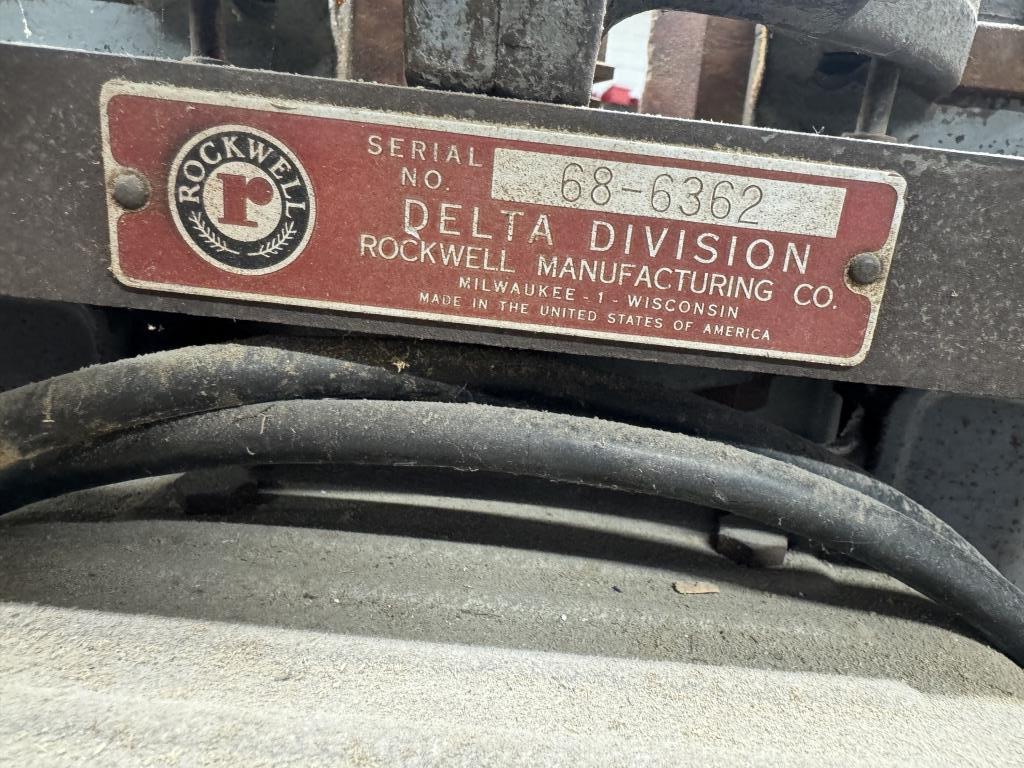 ROCKWELL
r
SERIAL
NO.
68-6362
DELTA DIVISION
ROCKWELL MANUFACTURING CO.
MILWAUKEE - 1 - WISCONSIN
MADE IN THE UNITED STATES OF AMERICA